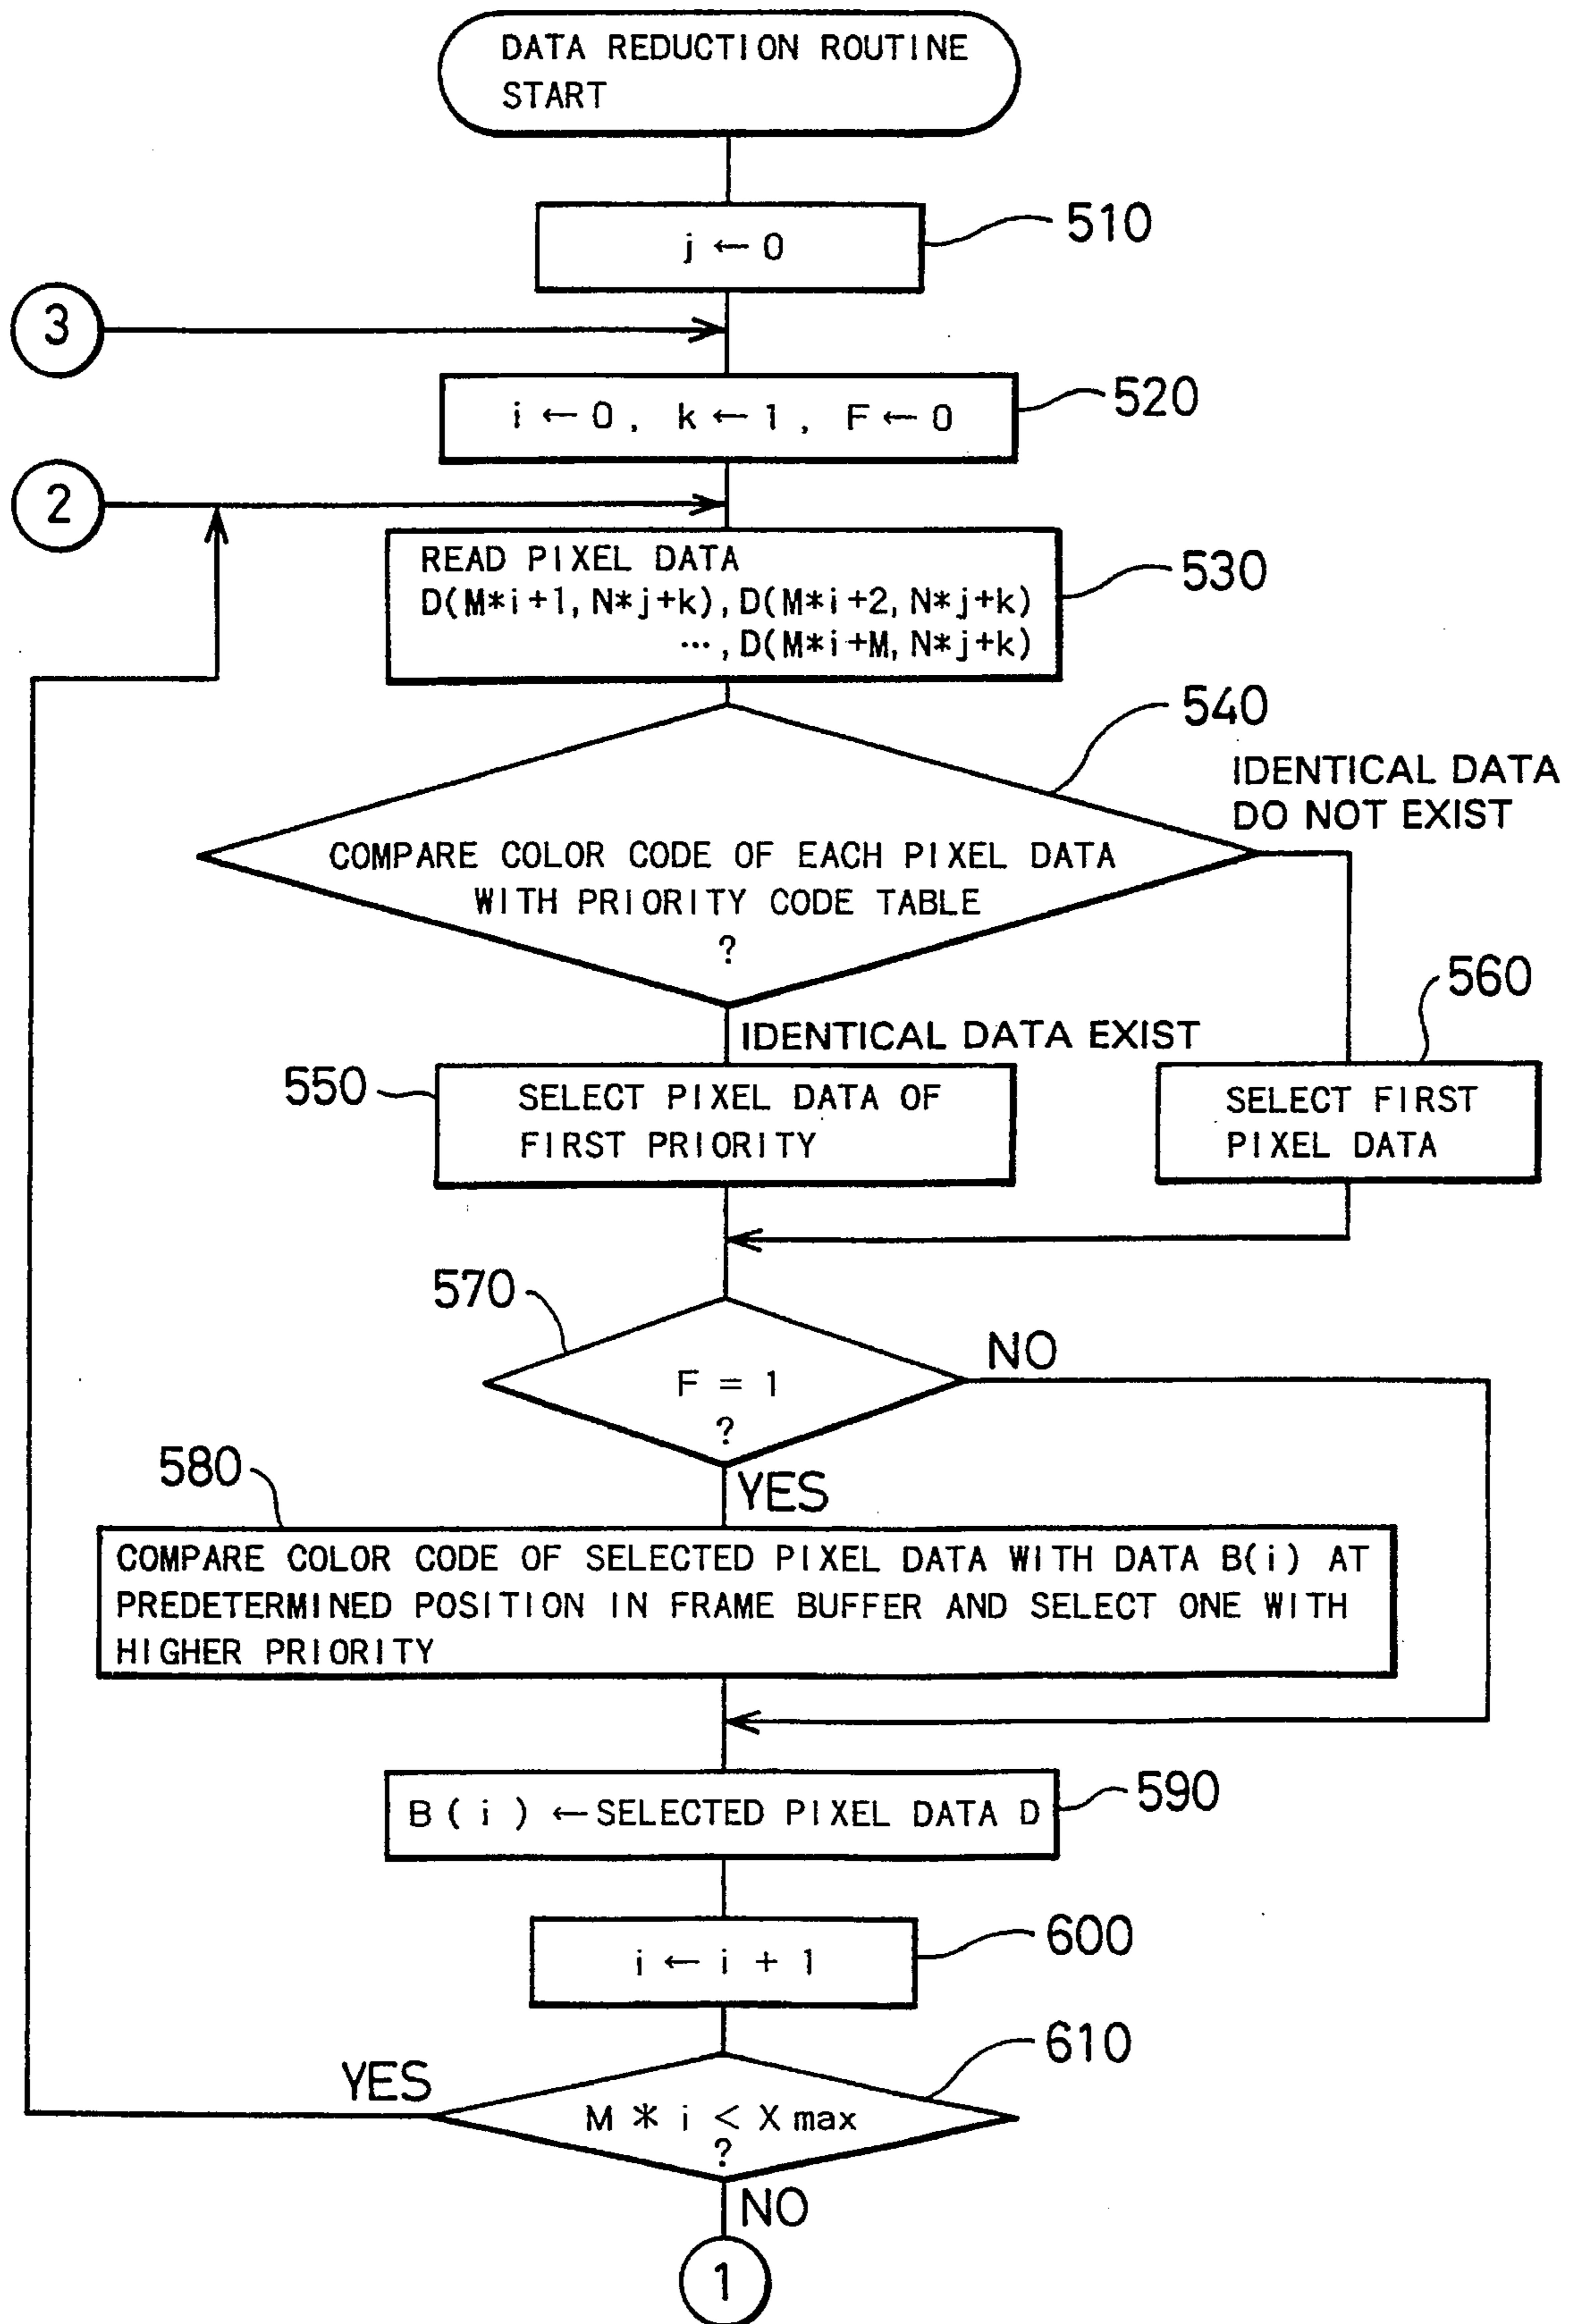 DATA REDUCTION ROUTINE
START
j ← 0
510
3
i ← 0, k ← 1, F ← 0
520
2
READ PIXEL DATA
D(M*i+1, N*j+k), D(M*i+2, N*j+k)
…, D(M*i+M, N*j+k)
530
540
IDENTICAL DATA
DO NOT EXIST
COMPARE COLOR CODE OF EACH PIXEL DATA
WITH PRIORITY CODE TABLE
?
560
IDENTICAL DATA EXIST
550
SELECT PIXEL DATA OF
FIRST PRIORITY
SELECT FIRST
PIXEL DATA
570
NO
F = 1
?
580
YES
COMPARE COLOR CODE OF SELECTED PIXEL DATA WITH DATA B(i) AT
PREDETERMINED POSITION IN FRAME BUFFER AND SELECT ONE WITH
HIGHER PRIORITY
B(i) ← SELECTED PIXEL DATA D
590
i ← i + 1
600
610
YES
M * i < Xmax
?
NO
1